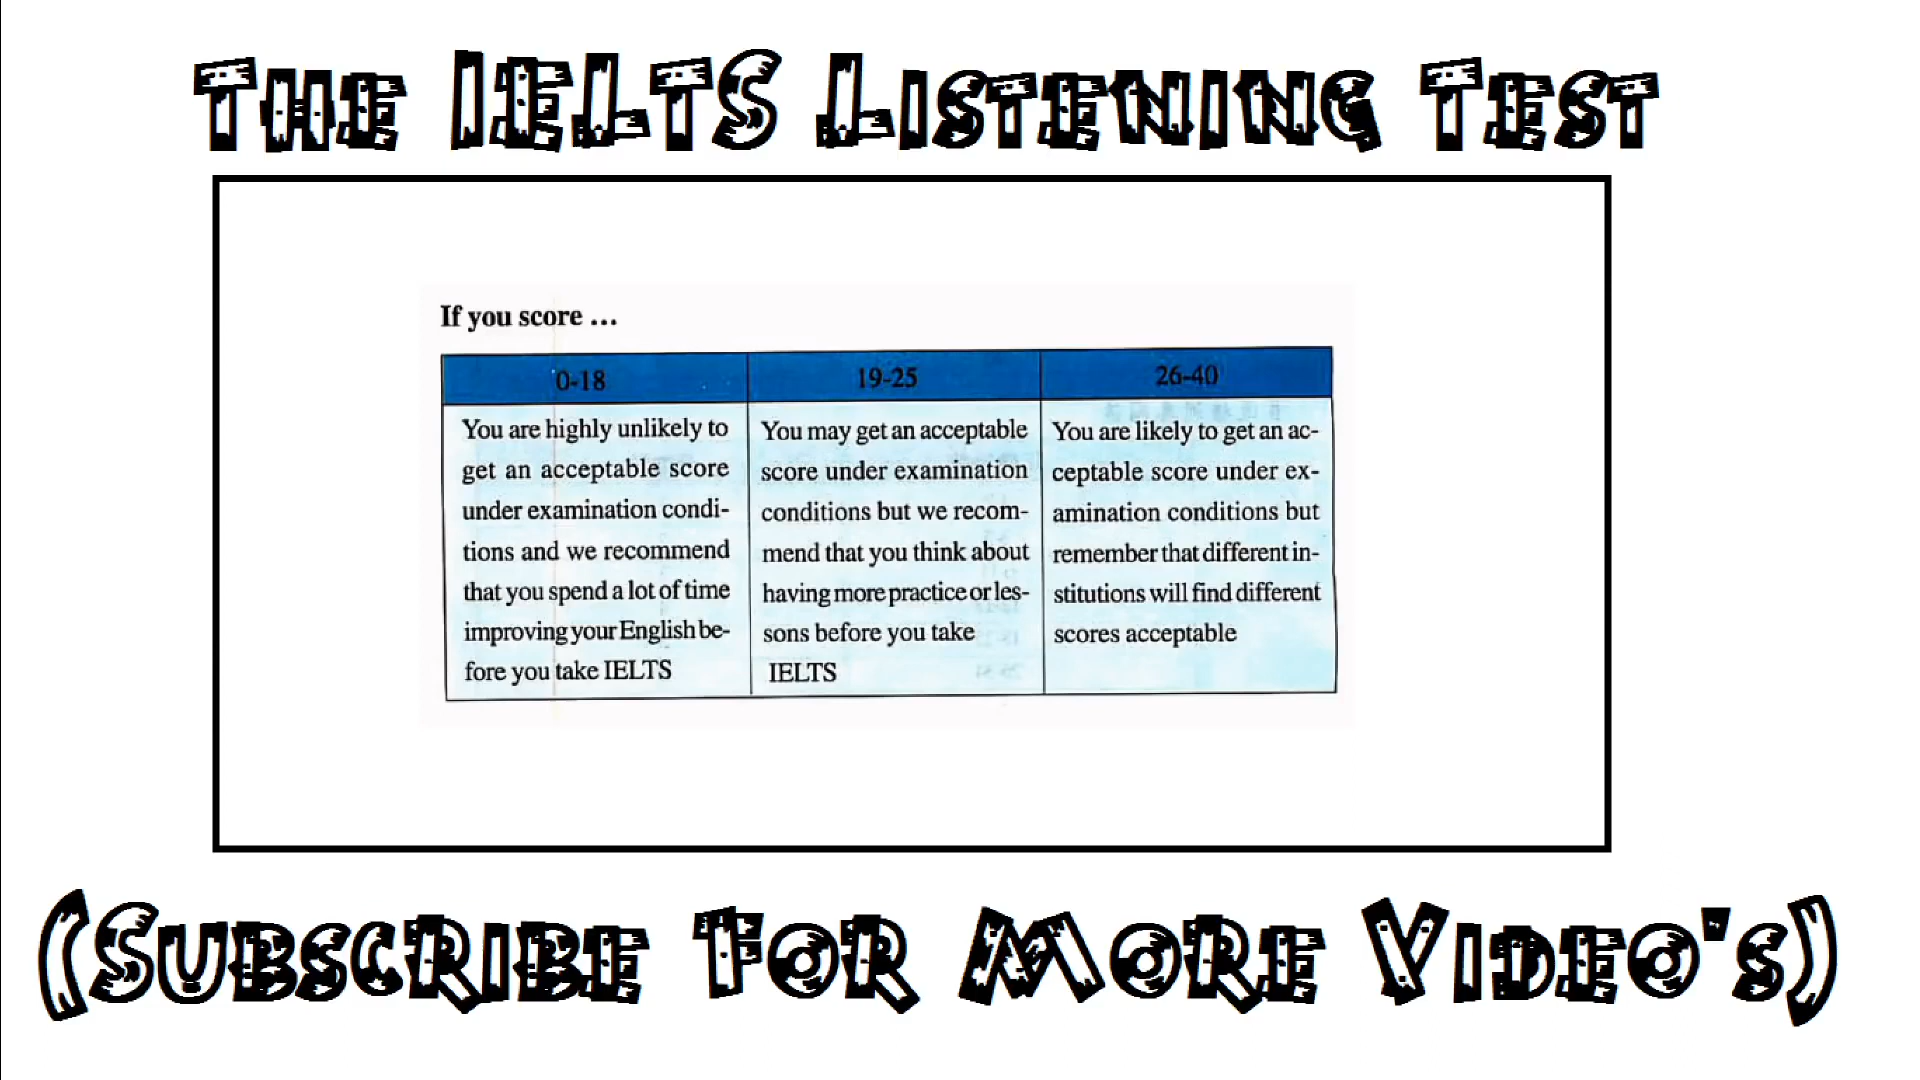 The IELTS Listening Test
If you score ...
0-18
You are highly unlikely to
get an acceptable score
under examination condi-
tions and we recommend
that you spend a lot of time
improving your English be-
fore you take IELTS
19-25
You may get an acceptable
score under examination
conditions but we recom-
mend that you think about
having more practice or les-
sons before you take
IELTS
26-40
You are likely to get an ac-
ceptable score under ex-
amination conditions but
remember that different in-
stitutions will find different
scores acceptable
(Subscribe For More Video's)